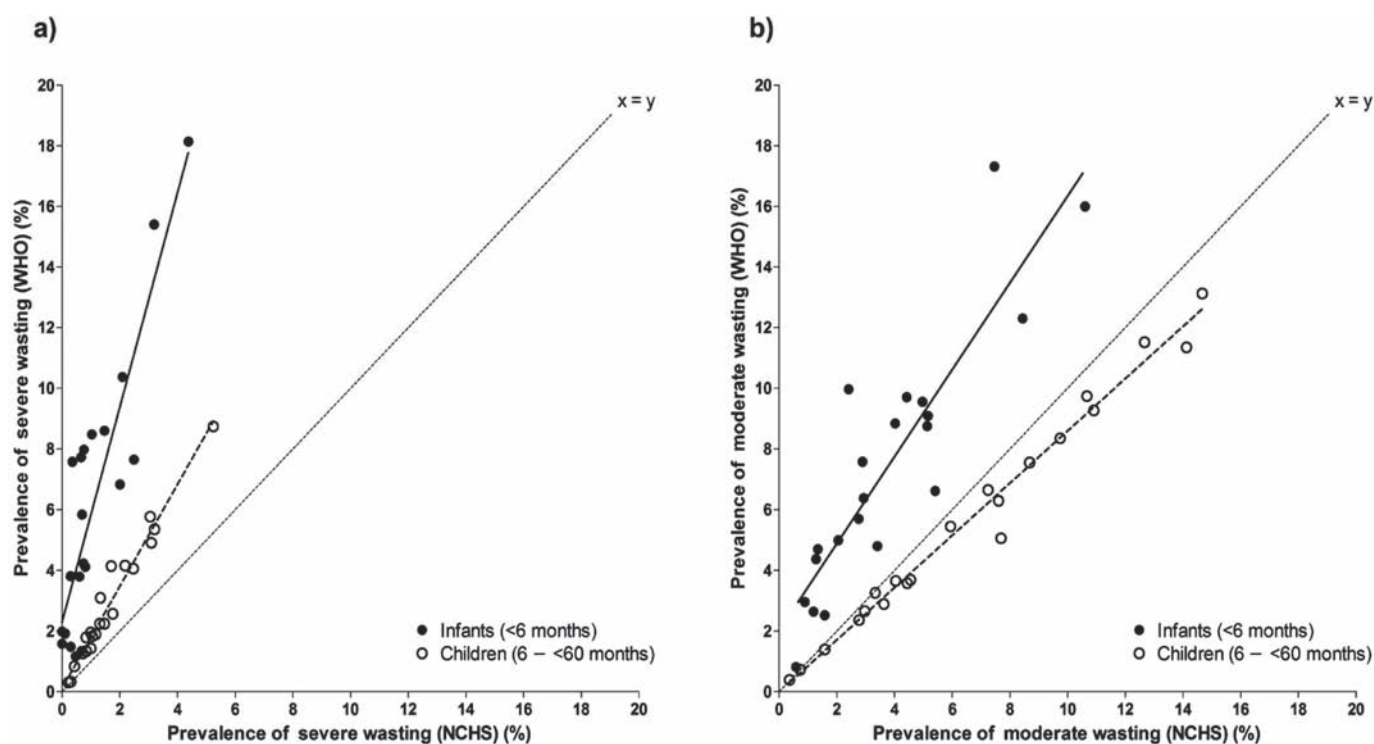 a)
20
18
16
14
12
10
8
6
4
2
0
Prevalence of severe wasting (WHO) (%)
x = y
Infants (<6 months)
Children (6 – <60 months)
0 2 4 6 8 10 12 14 16 18 20
Prevalence of severe wasting (NCHS) (%)
b)
20
18
16
14
12
10
8
6
4
2
0
Prevalence of moderate wasting (WHO) (%)
x = y
Infants (<6 months)
Children (6 – <60 months)
0 2 4 6 8 10 12 14 16 18 20
Prevalence of moderate wasting (NCHS) (%)